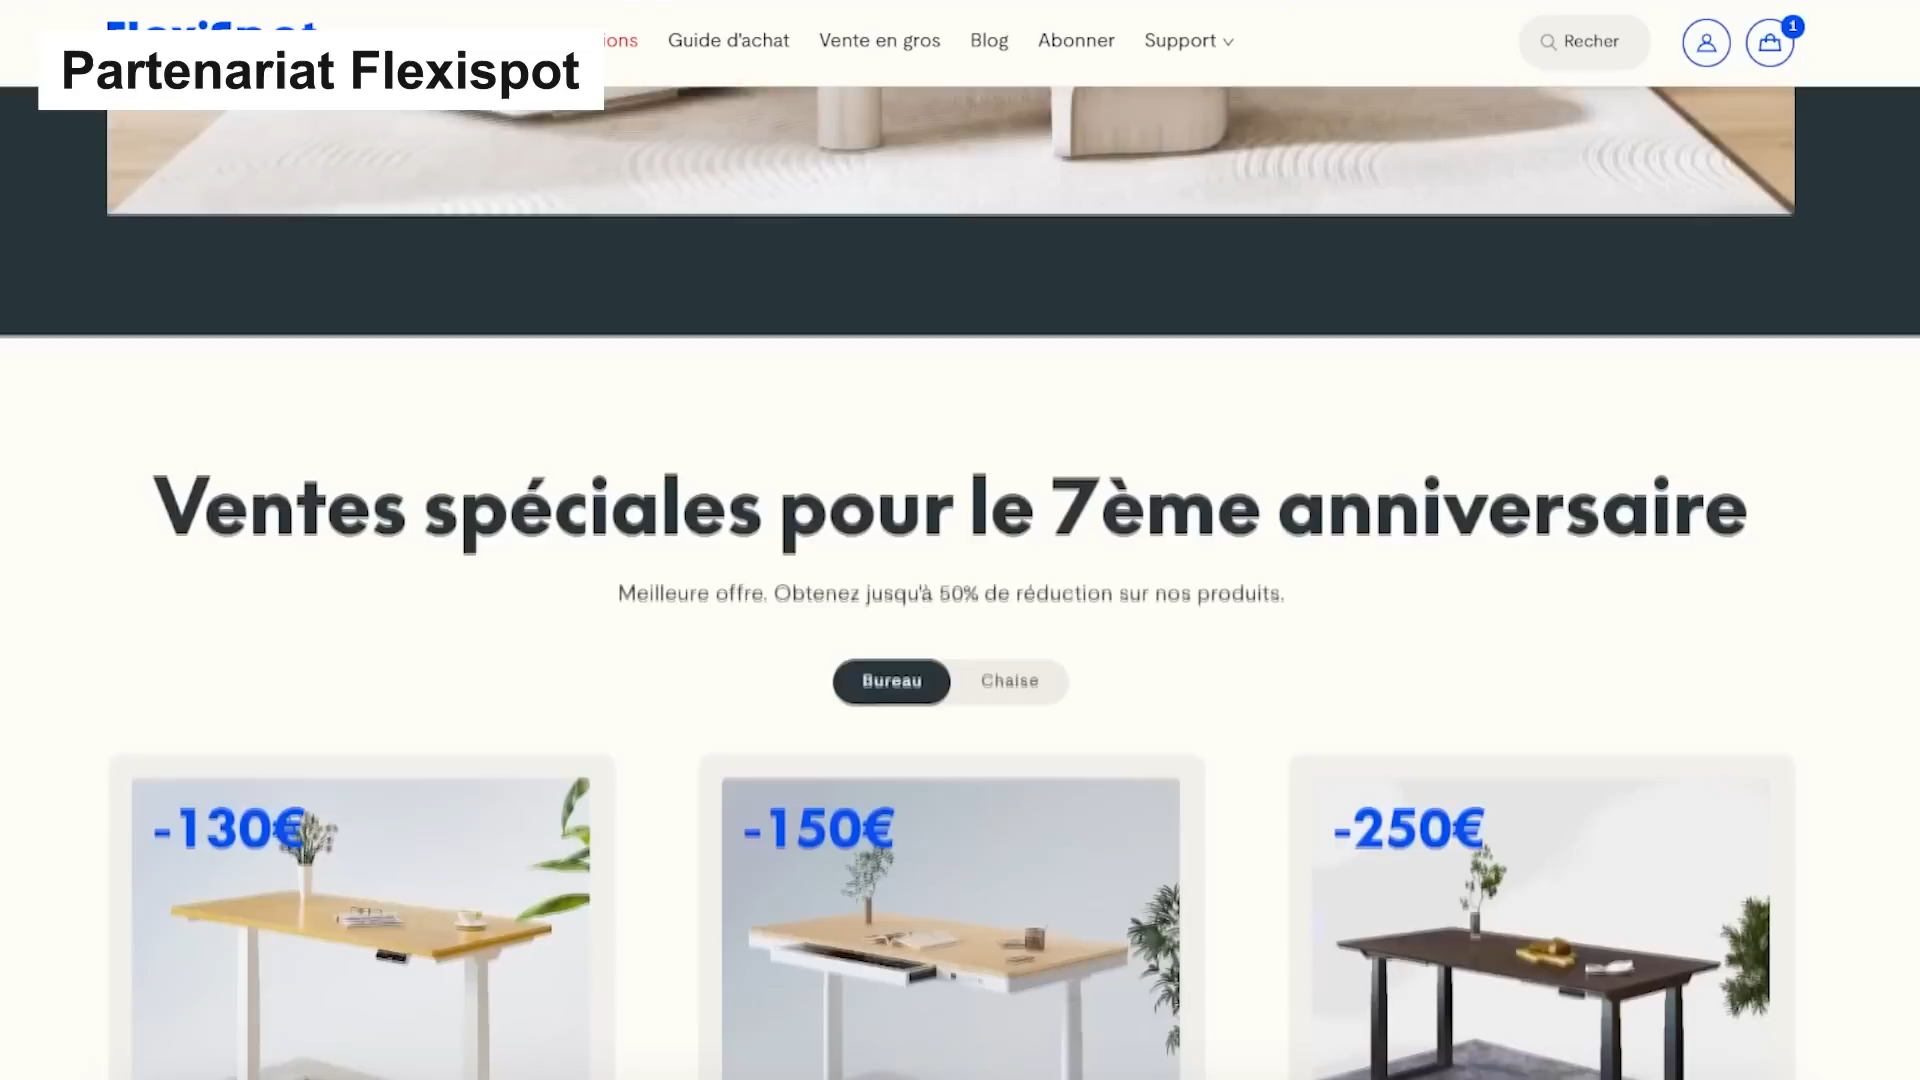 Partenariat Flexispot
ions Guide d'achat Vente en gros Blog Abonner Support Recher 1
Ventes spéciales pour le 7ème anniversaire
Meilleure offre. Obtenez jusqu'à 50% de réduction sur nos produits.
Bureau Chaise
-130€ -150€ -250€